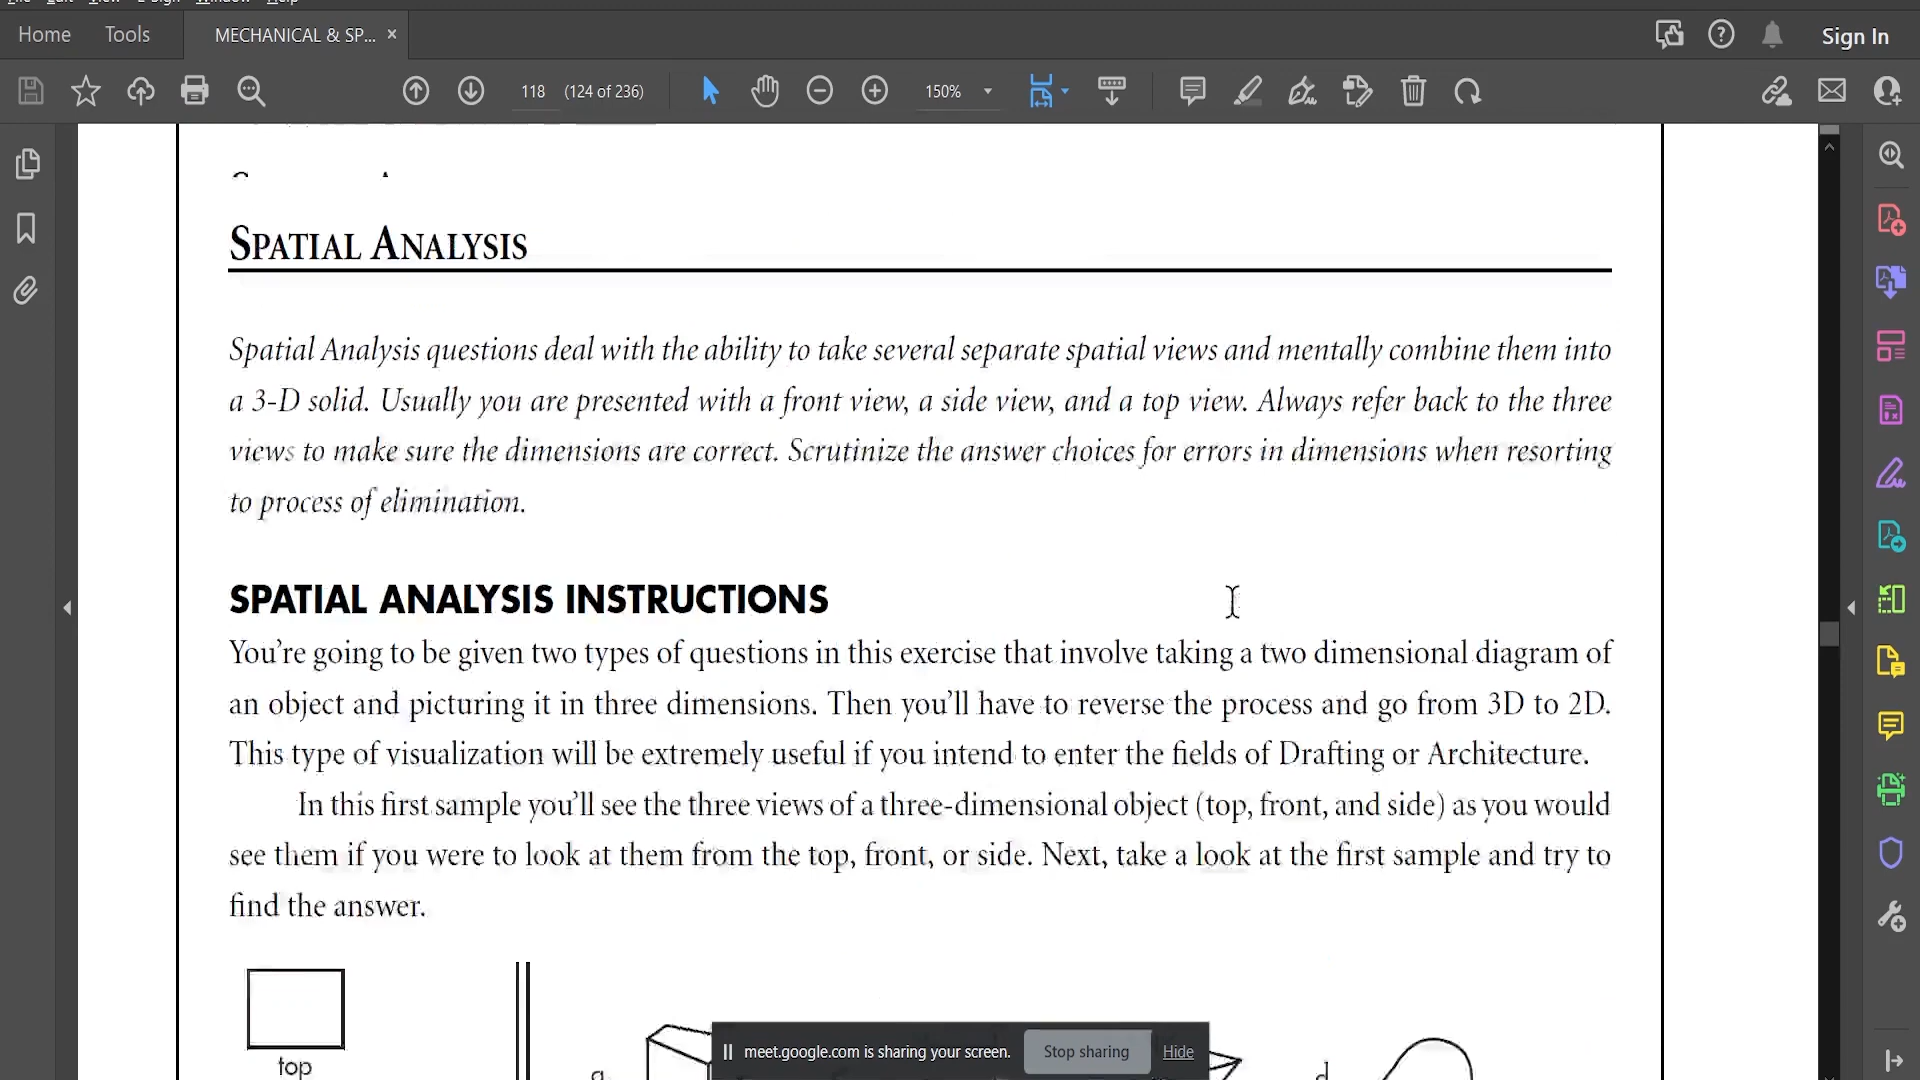 File Edit View E-Sign Window Help
Home Tools MECHANICAL & SP... × Sign In
118 (124 of 236) 150%
SPATIAL ANALYSIS
Spatial Analysis questions deal with the ability to take several separate spatial views and mentally combine them into
a 3-D solid. Usually you are presented with a front view, a side view, and a top view. Always refer back to the three
views to make sure the dimensions are correct. Scrutinize the answer choices for errors in dimensions when resorting
to process of elimination.
SPATIAL ANALYSIS INSTRUCTIONS
You’re going to be given two types of questions in this exercise that involve taking a two dimensional diagram of
an object and picturing it in three dimensions. Then you’ll have to reverse the process and go from 3D to 2D.
This type of visualization will be extremely useful if you intend to enter the fields of Drafting or Architecture.
In this first sample you’ll see the three views of a three-dimensional object (top, front, and side) as you would
see them if you were to look at them from the top, front, or side. Next, take a look at the first sample and try to
find the answer.
top
meet.google.com is sharing your screen. Stop sharing Hide